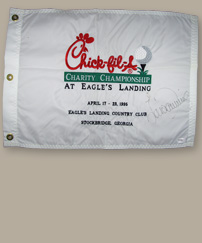 Chick-fil-A
CHARITY CHAMPIONSHIP
AT EAGLE'S LANDING
APRIL 17 - 23, 1995
EAGLE'S LANDING COUNTRY CLUB
STOCKBRIDGE, GEORGIA